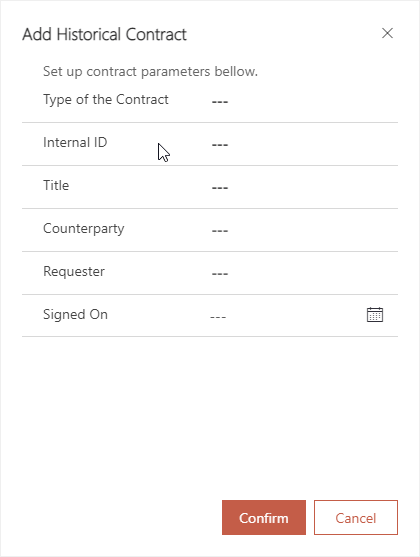 Add Historical Contract
Set up contract parameters bellow.
Type of the Contract ---
Internal ID ---
Title ---
Counterparty ---
Requester ---
Signed On ---
Confirm Cancel